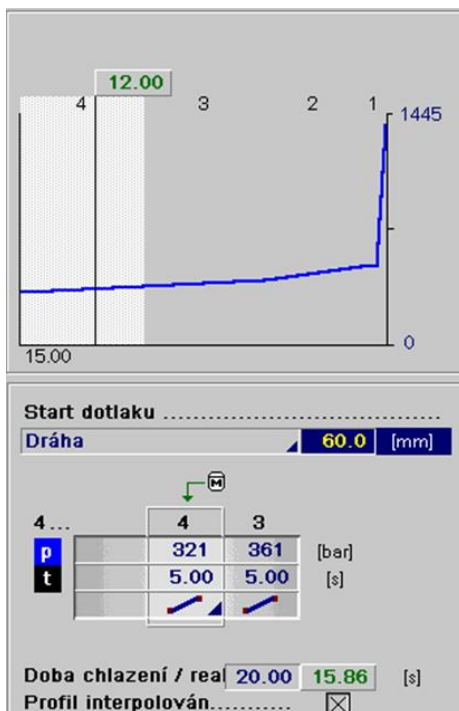 12.00
4 3 2 1
1445
0
15.00
Start dotlaku
Dráha 60.0 [mm]
M
4... 4 3
p 321 361 [bar]
t 5.00 5.00 [s]
Doba chlazení / real 20.00 15.86 [s]
Profil interpolován